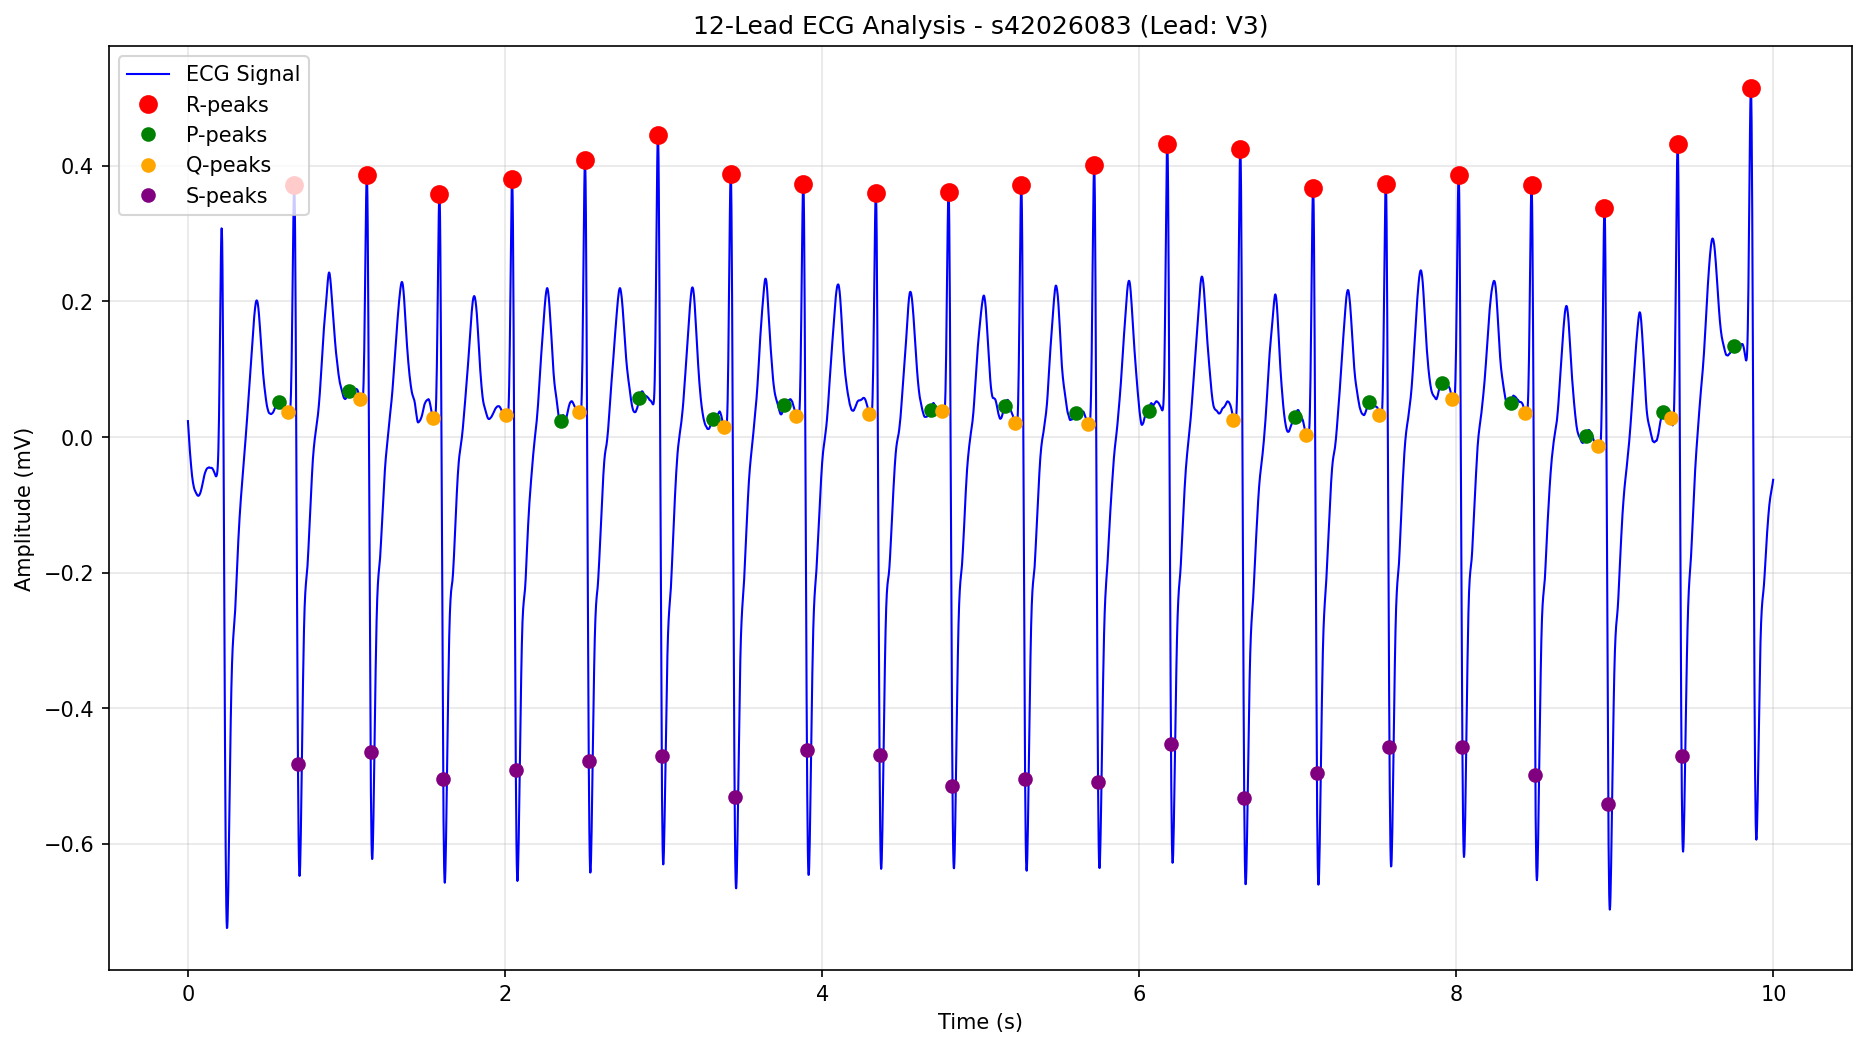 12-Lead ECG Analysis - s42026083 (Lead: V3)
ECG Signal
R-peaks
P-peaks
Q-peaks
S-peaks
Amplitude (mV)
0.4
0.2
0.0
−0.2
−0.4
−0.6
0 2 4 6 8 10
Time (s)